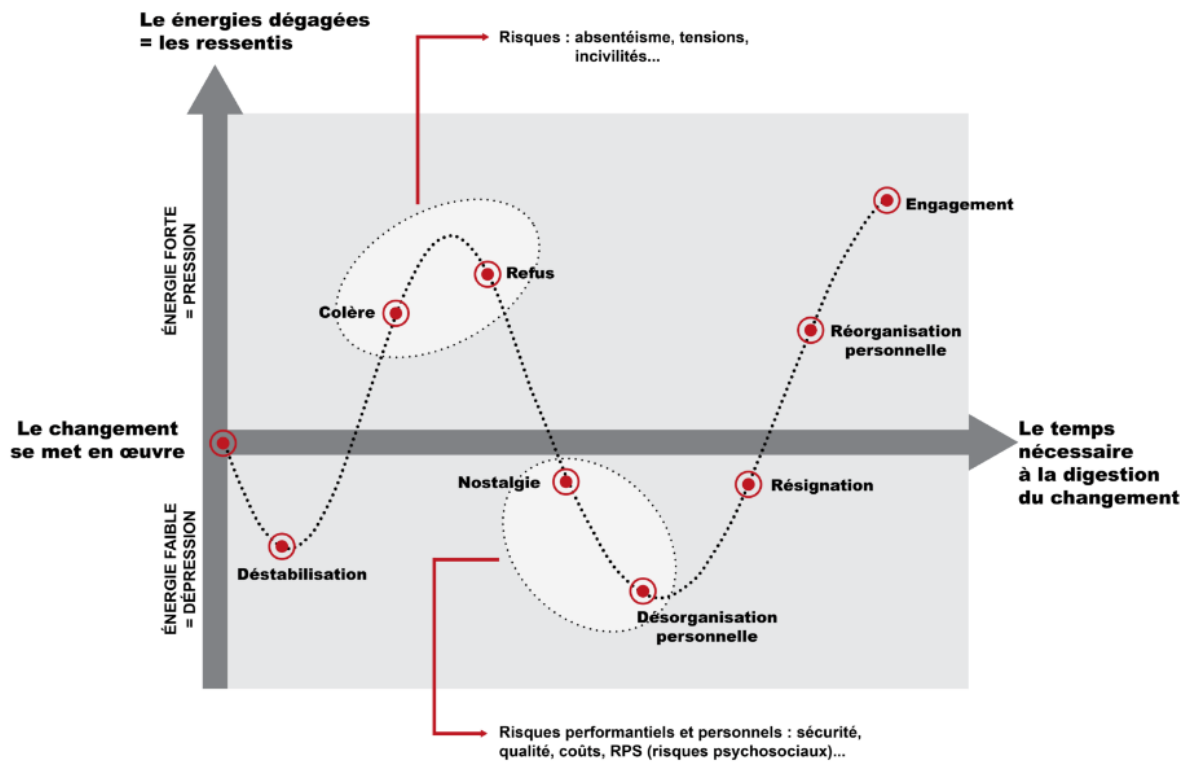 Le énergies dégagées
= les ressentis
Risques : absentéisme, tensions,
incivilités...
ÉNERGIE FORTE
= PRESSION
Engagement
Refus
Colère
Réorganisation
personnelle
Le changement
se met en œuvre
Le temps
nécessaire
à la digestion
du changement
Nostalgie
Résignation
ÉNERGIE FAIBLE
= DÉPRESSION
Déstabilisation
Désorganisation
personnelle
Risques performantiels et personnels : sécurité,
qualité, coûts, RPS (risques psychosociaux)...